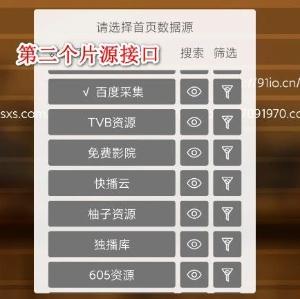 请选择首页数据源
第二个片源接口
搜索 筛选
√ 百度采集
/91io.cn/
TVB资源
sxs.com
7091970.co
免费影院
快播云
柚子资源
独播库
605资源